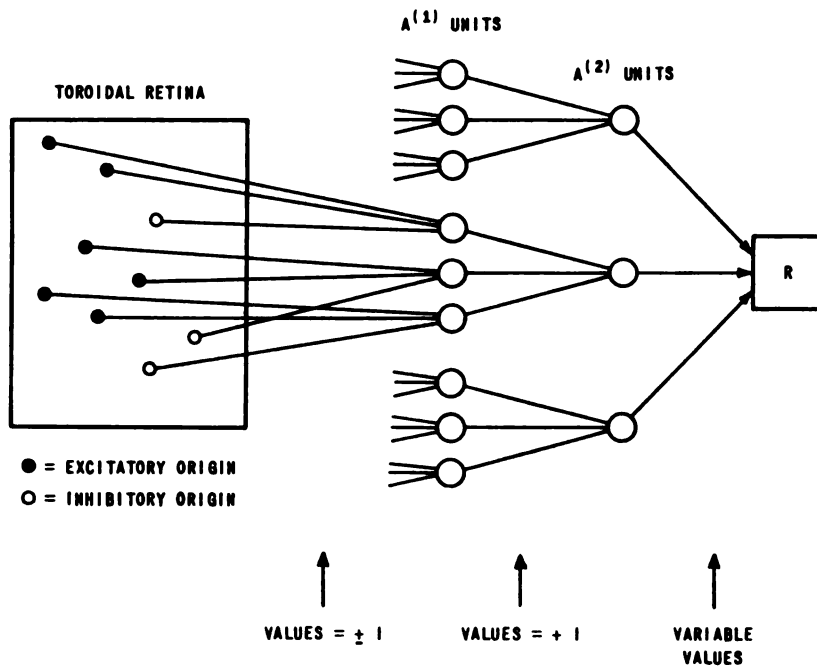 A(1) UNITS
A(2) UNITS
TOROIDAL RETINA
R
● = EXCITATORY ORIGIN
○ = INHIBITORY ORIGIN
VALUES = ± 1
VALUES = + 1
VARIABLE
VALUES